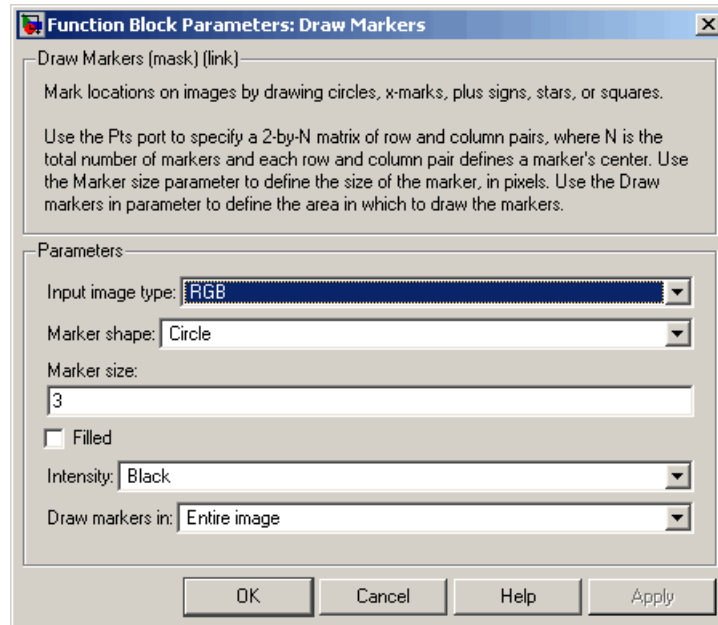 Function Block Parameters: Draw Markers
Draw Markers (mask) (link)
Mark locations on images by drawing circles, x-marks, plus signs, stars, or squares.
Use the Pts port to specify a 2-by-N matrix of row and column pairs, where N is the
total number of markers and each row and column pair defines a marker's center. Use
the Marker size parameter to define the size of the marker, in pixels. Use the Draw
markers in parameter to define the area in which to draw the markers.
Parameters
Input image type: RGB
Marker shape: Circle
Marker size:
3
Filled
Intensity: Black
Draw markers in: Entire image
OK Cancel Help Apply